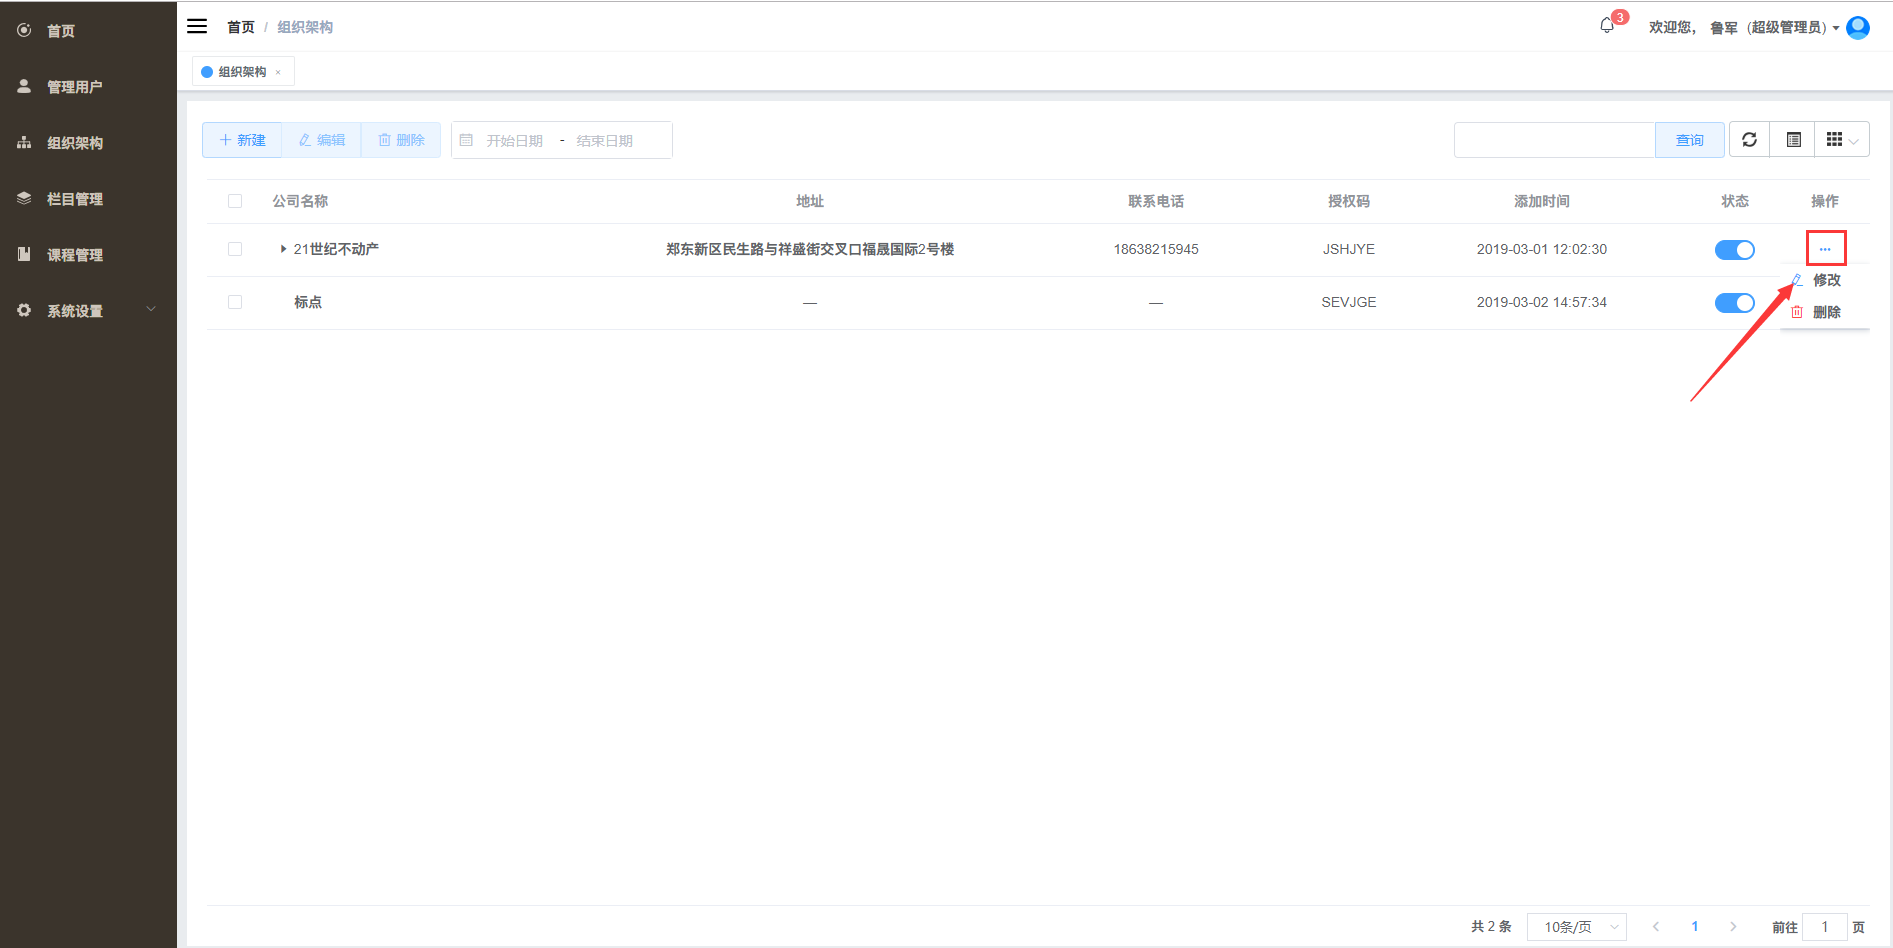 首页
管理用户
组织架构
栏目管理
课程管理
系统设置
首页 / 组织架构
3
欢迎您， 鲁军 (超级管理员)
组织架构 ×
新建 编辑 删除 开始日期 - 结束日期 查询
公司名称 地址 联系电话 授权码 添加时间 状态 操作
21世纪不动产 郑东新区民生路与祥盛街交叉口福晟国际2号楼 18638215945 JSHJYE 2019-03-01 12:02:30 ···
标点 — — SEVJGE 2019-03-02 14:57:34
修改
删除
共 2 条 10条/页 < 1 > 前往 1 页